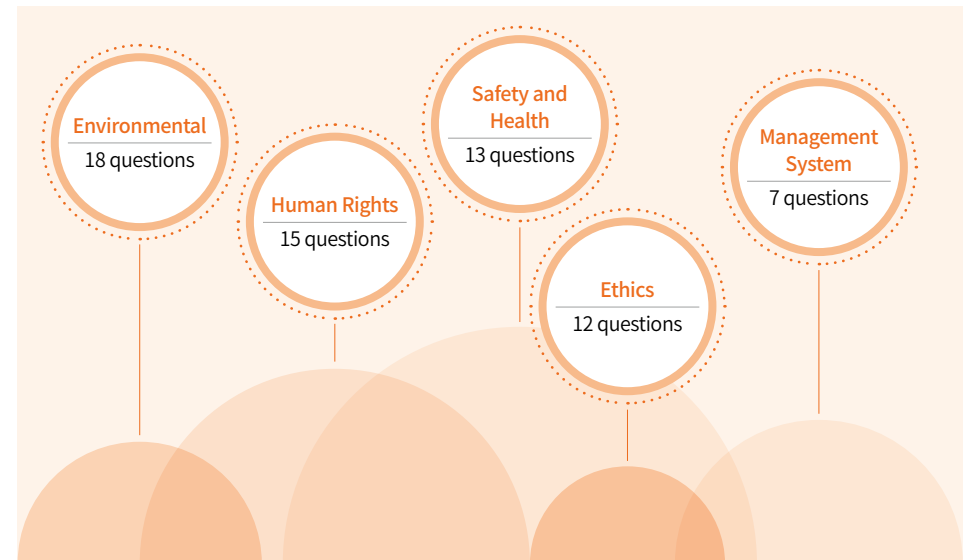 Environmental
18 questions
Human Rights
15 questions
Safety and
Health
13 questions
Ethics
12 questions
Management
System
7 questions